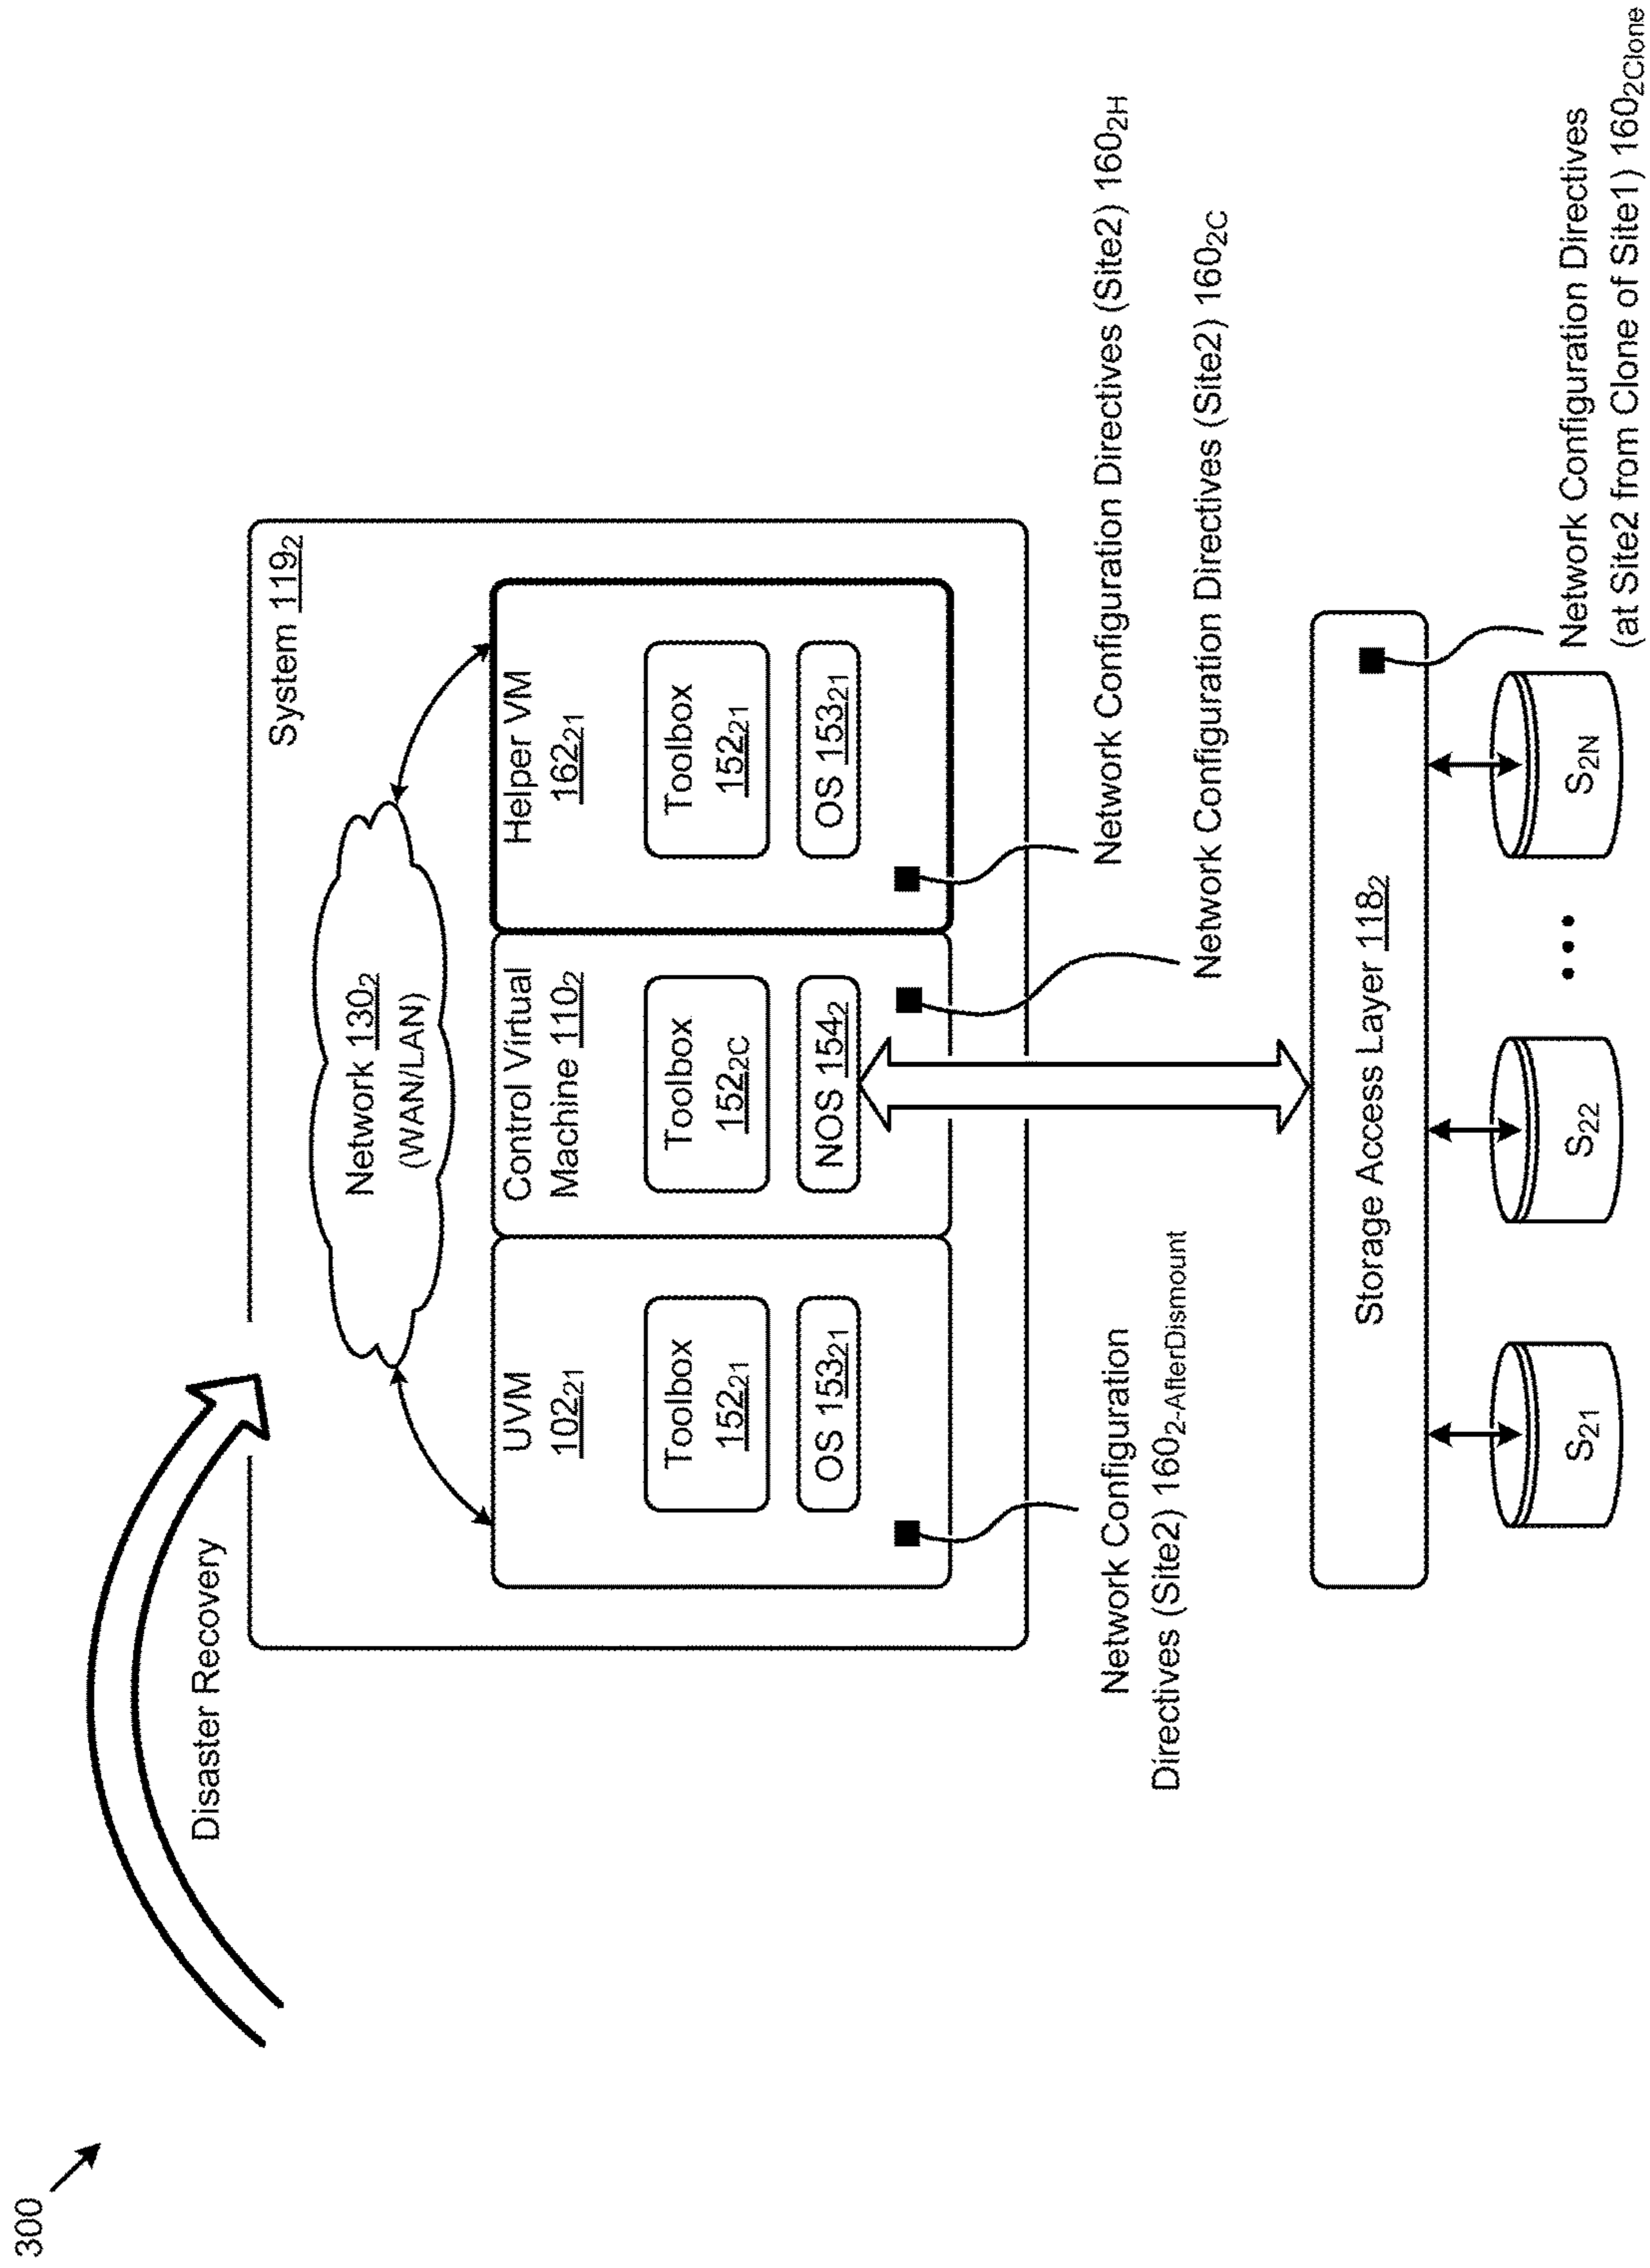 300
Disaster Recovery
System 119₂
Network 130₂
(WAN/LAN)
UVM
102₂₁
Toolbox
152₂₁
OS 153₂₁
Control Virtual
Machine 110₂
Toolbox
152₂C
NOS 154₂
Helper VM
162₂₁
Toolbox
152₂₁
OS 153₂₁
Network Configuration
Directives (Site2) 160₂-AfterDismount
Network Configuration Directives (Site2) 160₂H
Network Configuration Directives (Site2) 160₂C
Storage Access Layer 118₂
Network Configuration Directives
(at Site2 from Clone of Site1) 160₂Clone
S₂₁
S₂₂
...
S₂N